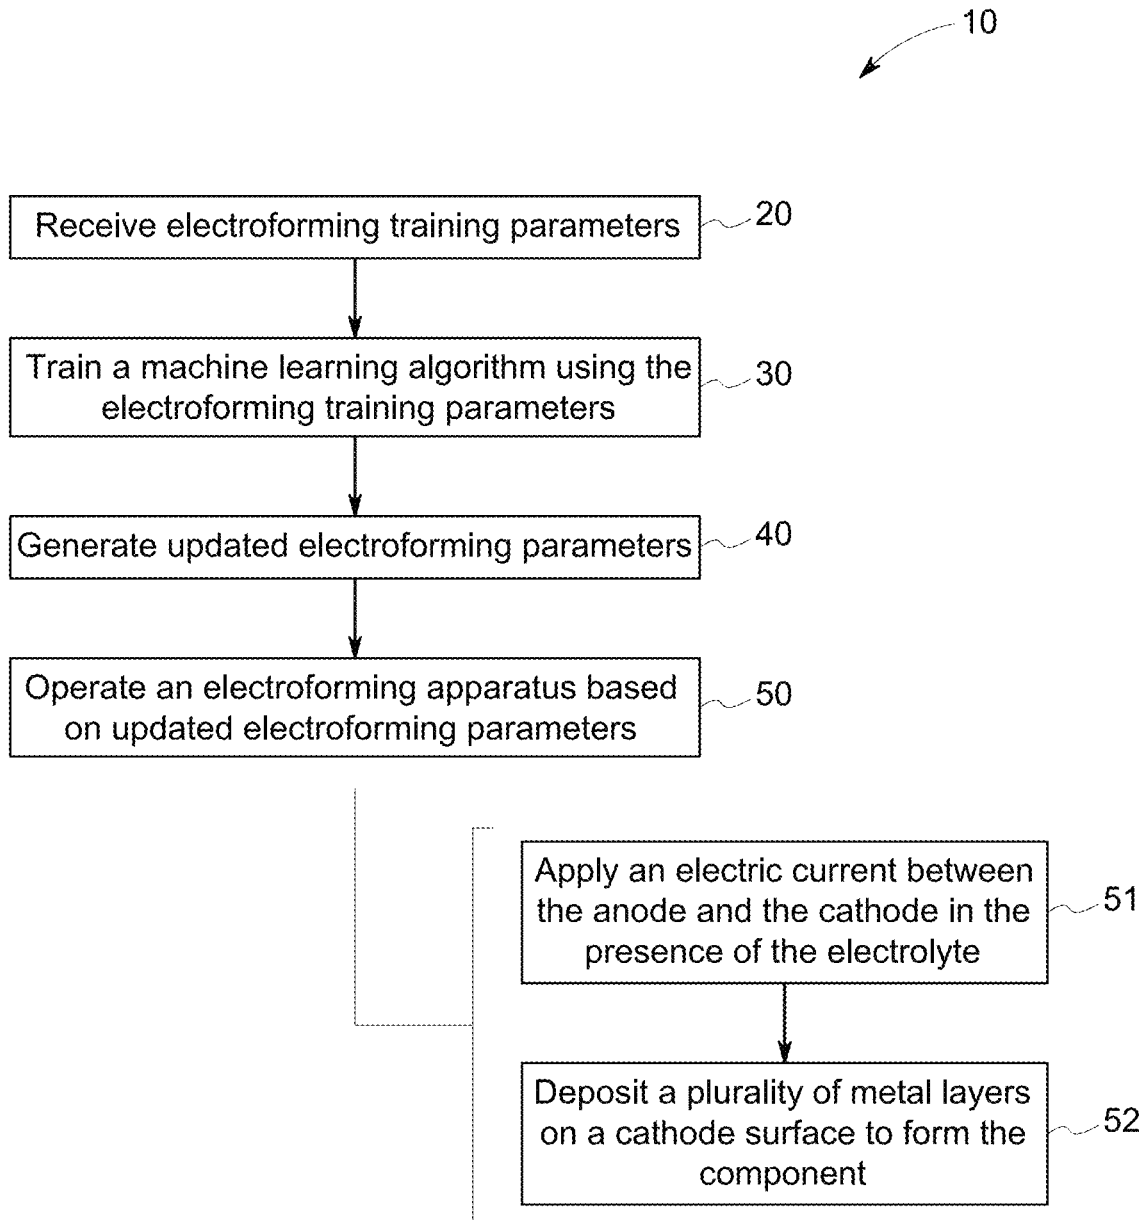 10
Receive electroforming training parameters
20
Train a machine learning algorithm using the
electroforming training parameters
30
Generate updated electroforming parameters
40
Operate an electroforming apparatus based
on updated electroforming parameters
50
Apply an electric current between
the anode and the cathode in the
presence of the electrolyte
51
Deposit a plurality of metal layers
on a cathode surface to form the
component
52